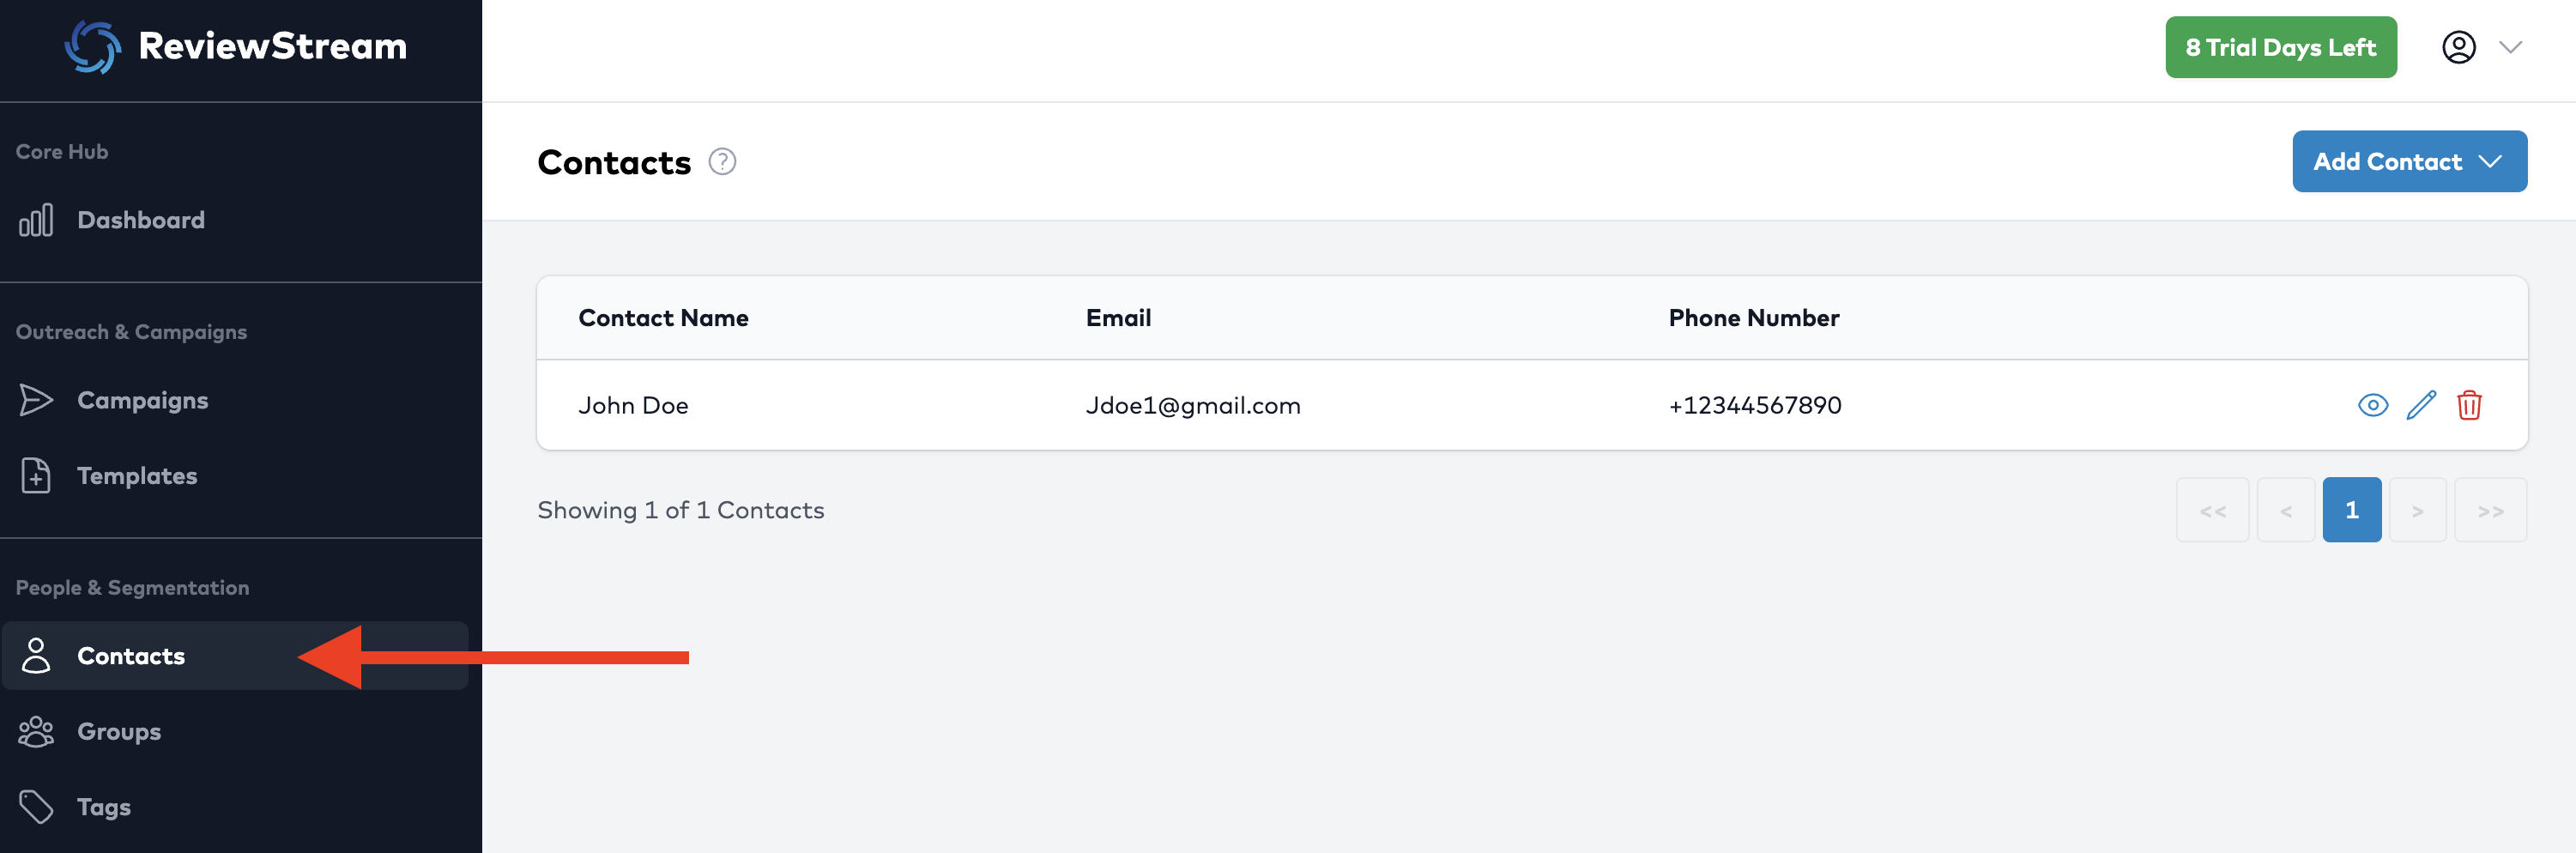 ReviewStream
8 Trial Days Left
Core Hub
Dashboard
Outreach & Campaigns
Campaigns
Templates
People & Segmentation
Contacts
Groups
Tags
Contacts ?
Add Contact
Contact Name Email Phone Number
John Doe Jdoe1@gmail.com +12344567890
Showing 1 of 1 Contacts
<< < 1 > >>